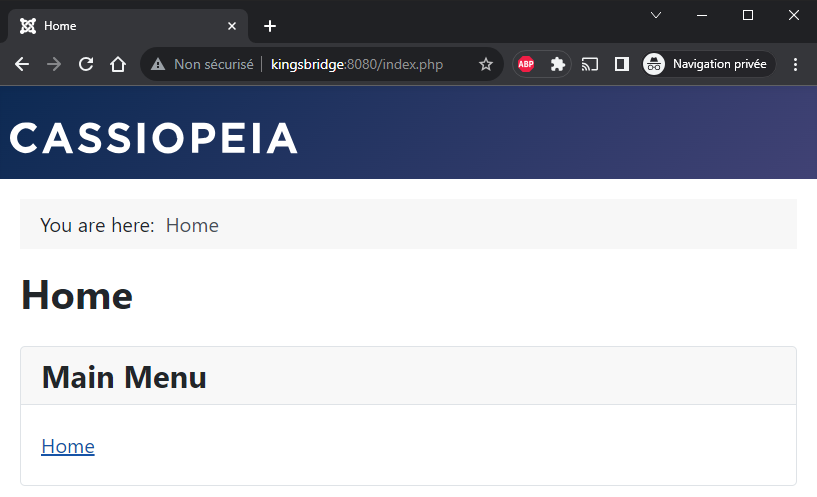 Home
Non sécurisé | kingsbridge:8080/index.php
ABP
Navigation privée
CASSIOPEIA
You are here: Home
Home
Main Menu
Home